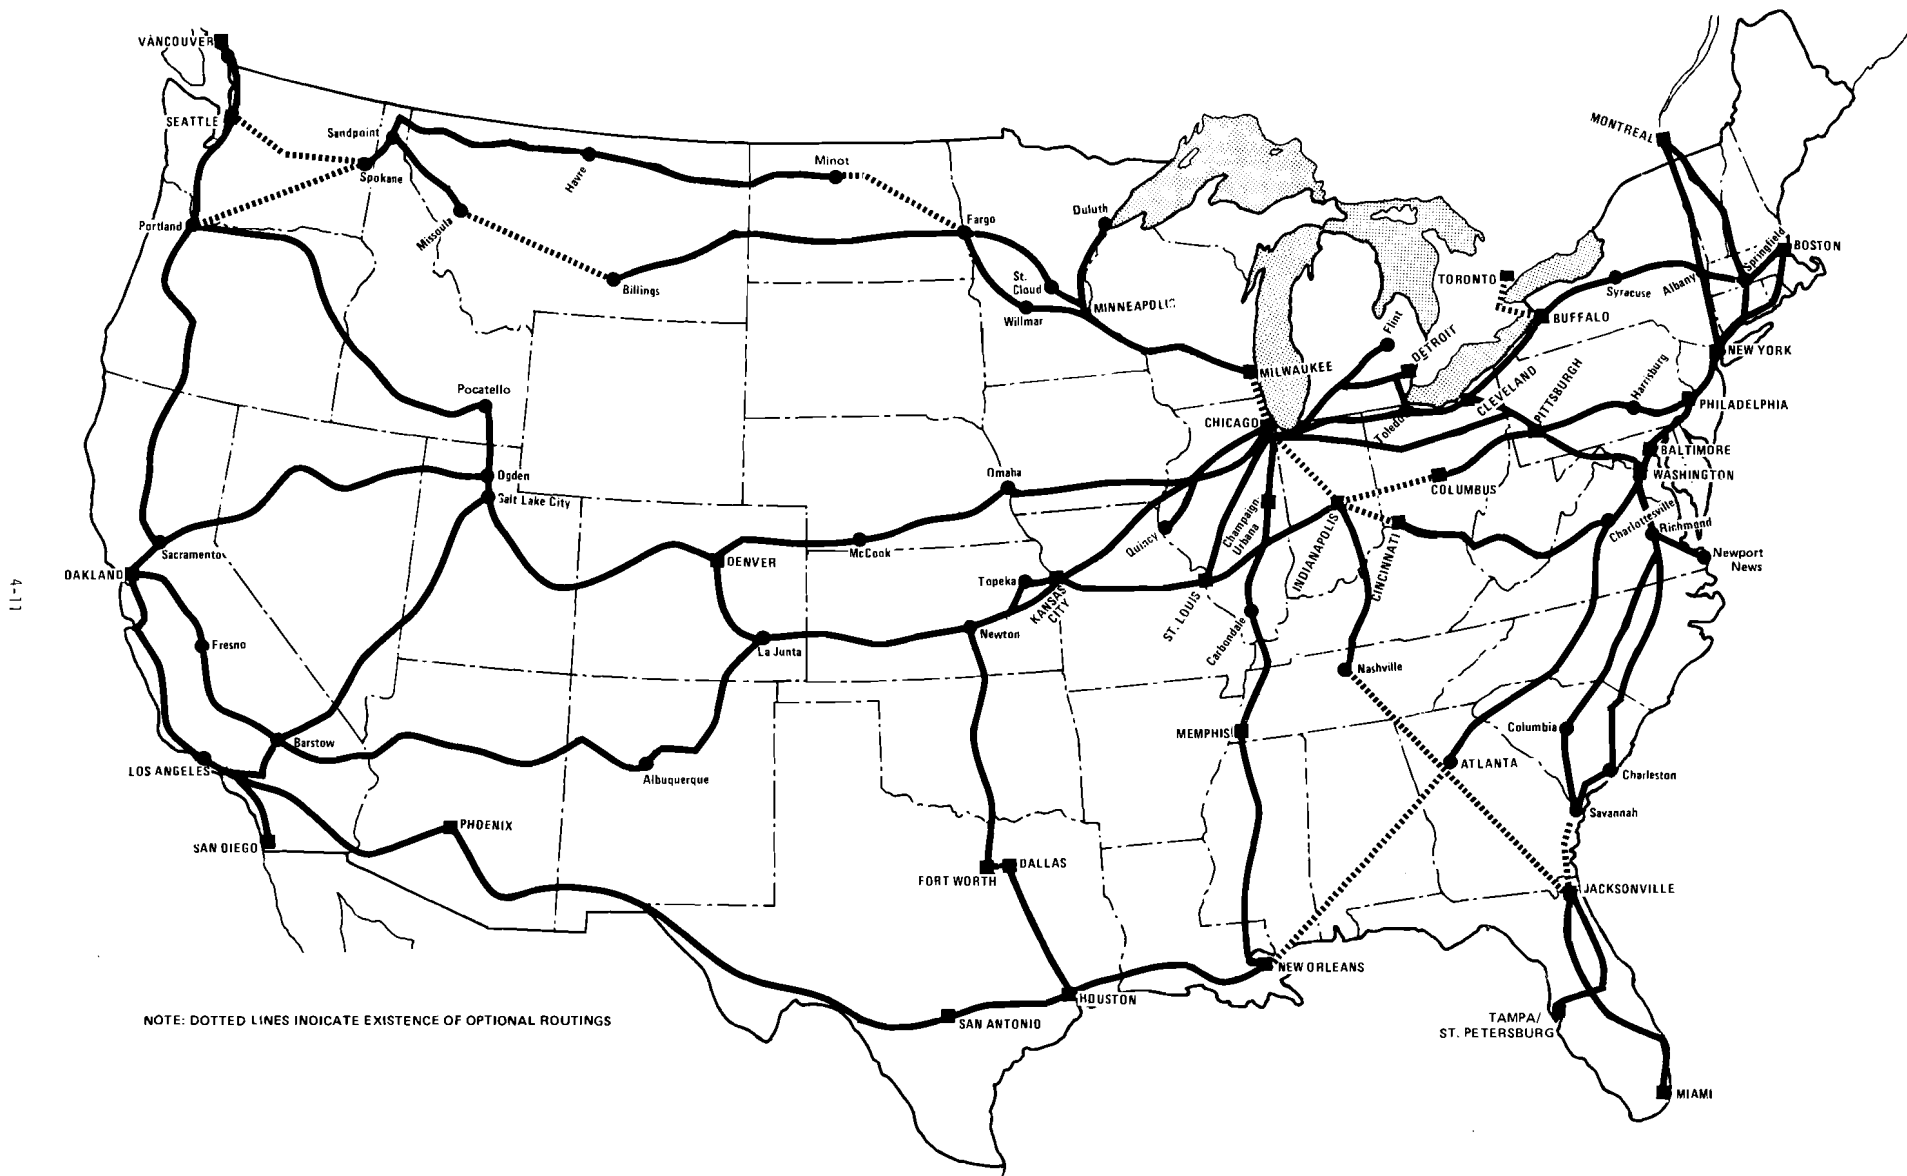 VANCOUVER
SEATTLE
Sandpoint
Spokane
Portland
Missoula
Havre
Minot
Billings
Fargo
Duluth
St.
Cloud
Willmar
MINNEAPOLIS
MILWAUKEE
CHICAGO
Flint
DETROIT
Toledo
CLEVELAND
PITTSBURGH
TORONTO
BUFFALO
Syracuse
Albany
Springfield
MONTREAL
BOSTON
NEW YORK
Harrisburg
PHILADELPHIA
BALTIMORE
WASHINGTON
COLUMBUS
Charlottesville
Richmond
Newport
News
Pocatello
Ogden
Salt Lake City
Sacramento
OAKLAND
Fresno
Barstow
LOS ANGELES
SAN DIEGO
PHOENIX
Albuquerque
DENVER
La Junta
McCook
Omaha
Quincy
Champaign-
Urbana
INDIANAPOLIS
CINCINNATI
Topeka
KANSAS
CITY
Newton
ST. LOUIS
Carbondale
Nashville
MEMPHIS
ATLANTA
Columbia
Charleston
Savannah
JACKSONVILLE
FORT WORTH
DALLAS
HOUSTON
SAN ANTONIO
NEW ORLEANS
TAMPA/
ST. PETERSBURG
MIAMI
NOTE: DOTTED LINES INDICATE EXISTENCE OF OPTIONAL ROUTINGS
4-11